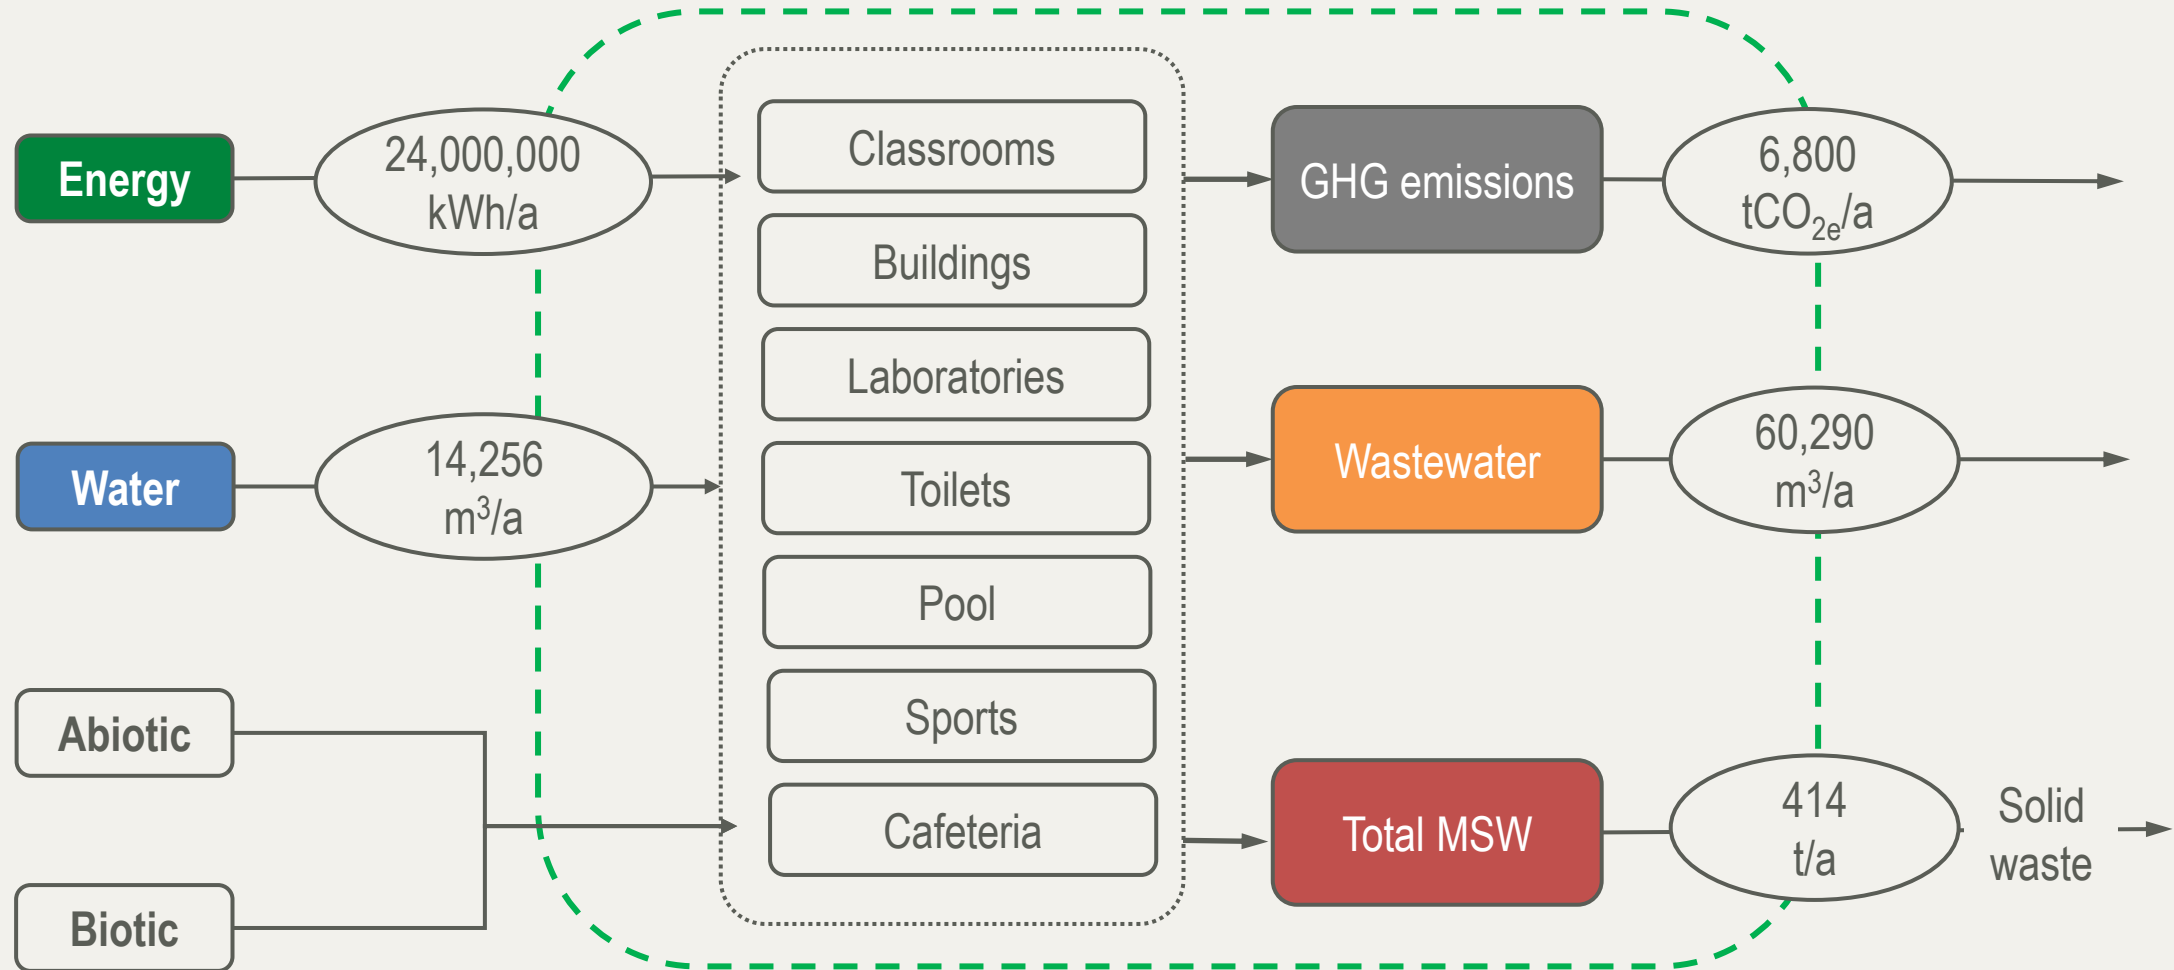 Energy
24,000,000
kWh/a
Water
14,256
m³/a
Abiotic
Biotic
Classrooms
Buildings
Laboratories
Toilets
Pool
Sports
Cafeteria
GHG emissions
6,800
tCO₂ₑ/a
Wastewater
60,290
m³/a
Total MSW
414
t/a
Solid
waste